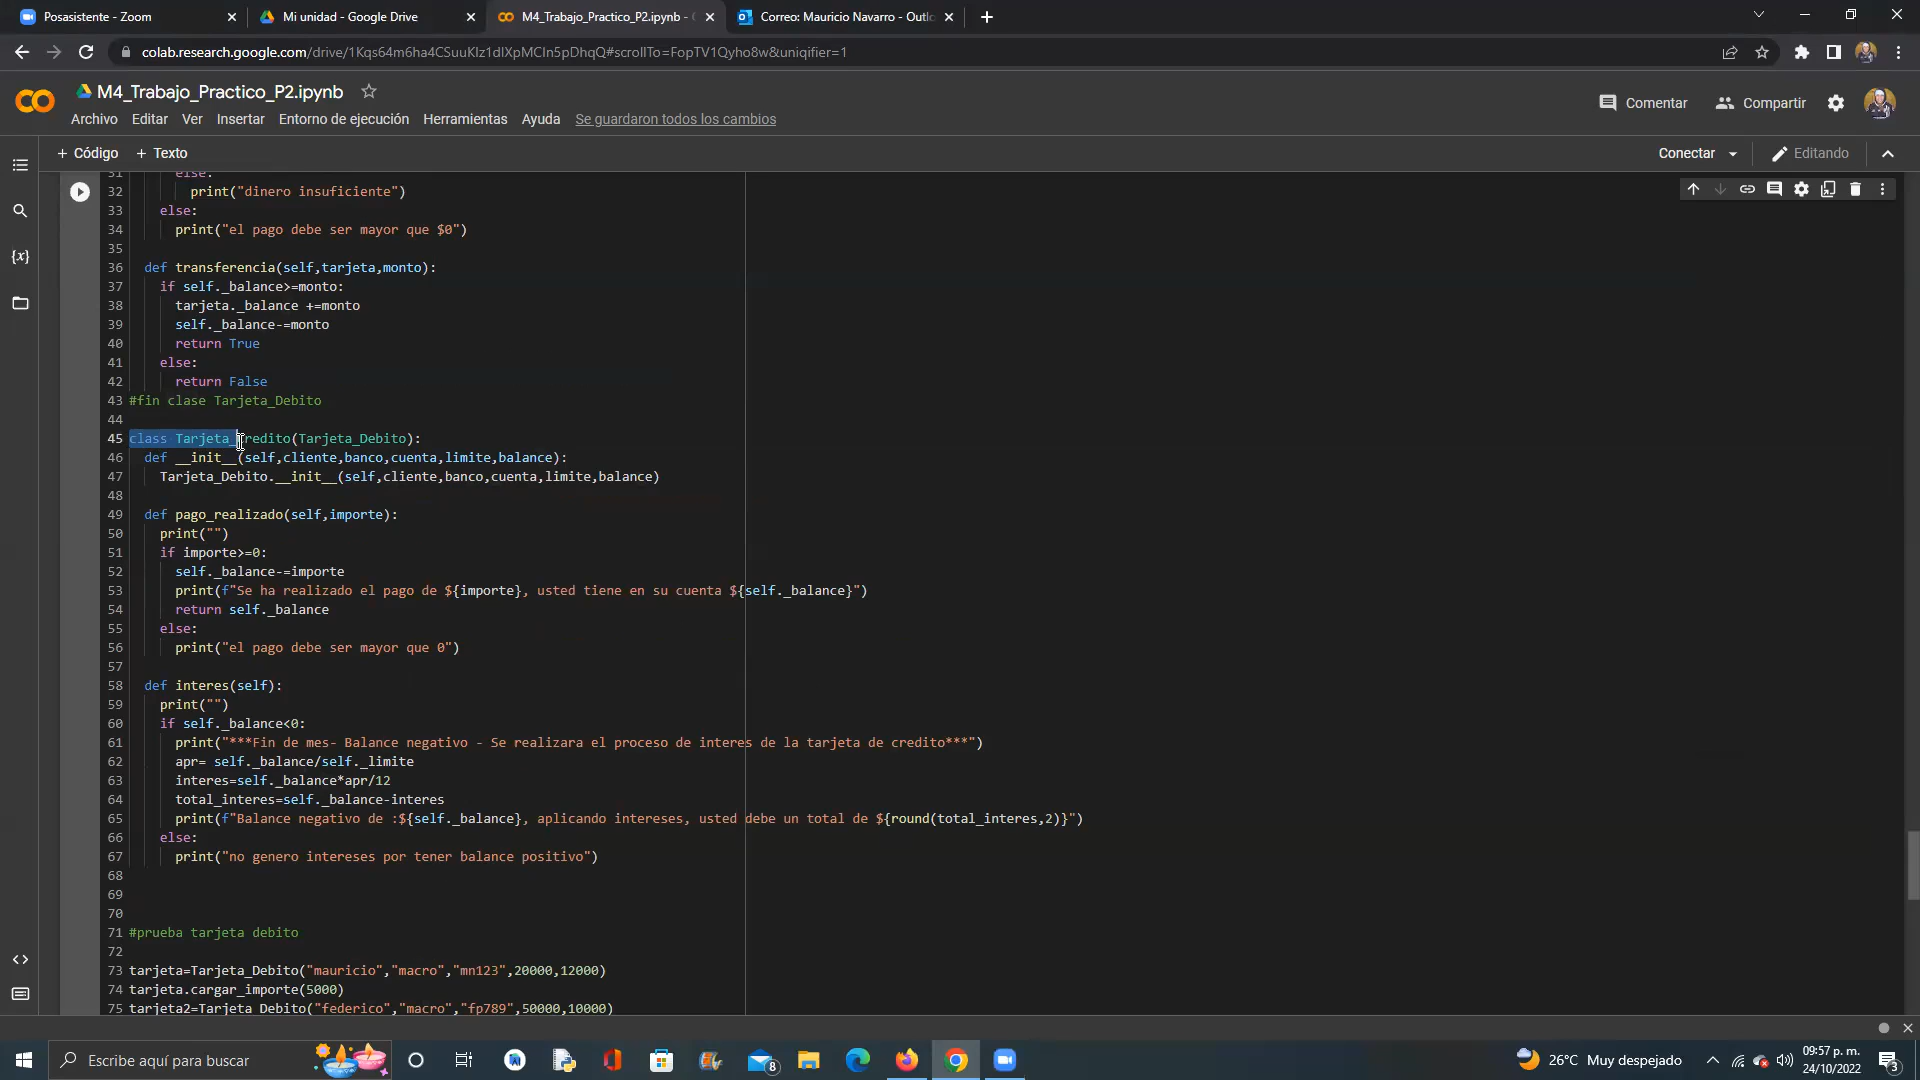 Posasistente - Zoom
Mi unidad - Google Drive
M4_Trabajo_Practico_P2.ipynb -
Correo: Mauricio Navarro - Outlo
colab.research.google.com/drive/1Kqs64m6ha4CSuuKIz1dIXpMCIn5pDhqQ#scrollTo=FopTV1Qyho8w&uniqifier=1
M4_Trabajo_Practico_P2.ipynb
Comentar
Compartir
Archivo Editar Ver Insertar Entorno de ejecución Herramientas Ayuda Se guardaron todos los cambios
+ Código + Texto
Conectar
Editando
31 else:
32 print("dinero insuficiente")
33 else:
34 print("el pago debe ser mayor que $0")
35
36 def transferencia(self,tarjeta,monto):
37 if self._balance>=monto:
38 tarjeta._balance +=monto
39 self._balance-=monto
40 return True
41 else:
42 return False
43 #fin clase Tarjeta_Debito
44
45 class Tarjeta_Credito(Tarjeta_Debito):
46 def __init__(self,cliente,banco,cuenta,limite,balance):
47 Tarjeta_Debito.__init__(self,cliente,banco,cuenta,limite,balance)
48
49 def pago_realizado(self,importe):
50 print("")
51 if importe>=0:
52 self._balance-=importe
53 print(f"Se ha realizado el pago de ${importe}, usted tiene en su cuenta ${self._balance}")
54 return self._balance
55 else:
56 print("el pago debe ser mayor que 0")
57
58 def interes(self):
59 print("")
60 if self._balance<0:
61 print("***Fin de mes- Balance negativo - Se realizara el proceso de interes de la tarjeta de credito***")
62 apr= self._balance/self._limite
63 interes=self._balance*apr/12
64 total_interes=self._balance-interes
65 print(f"Balance negativo de :${self._balance}, aplicando intereses, usted debe un total de ${round(total_interes,2)}")
66 else:
67 print("no genero intereses por tener balance positivo")
68
69
70
71 #prueba tarjeta debito
72
73 tarjeta=Tarjeta_Debito("mauricio","macro","mn123",20000,12000)
74 tarjeta.cargar_importe(5000)
75 tarjeta2=Tarjeta_Debito("federico","macro","fp789",50000,10000)
Escribe aquí para buscar
8
26°C Muy despejado
09:57 p. m.
24/10/2022
3